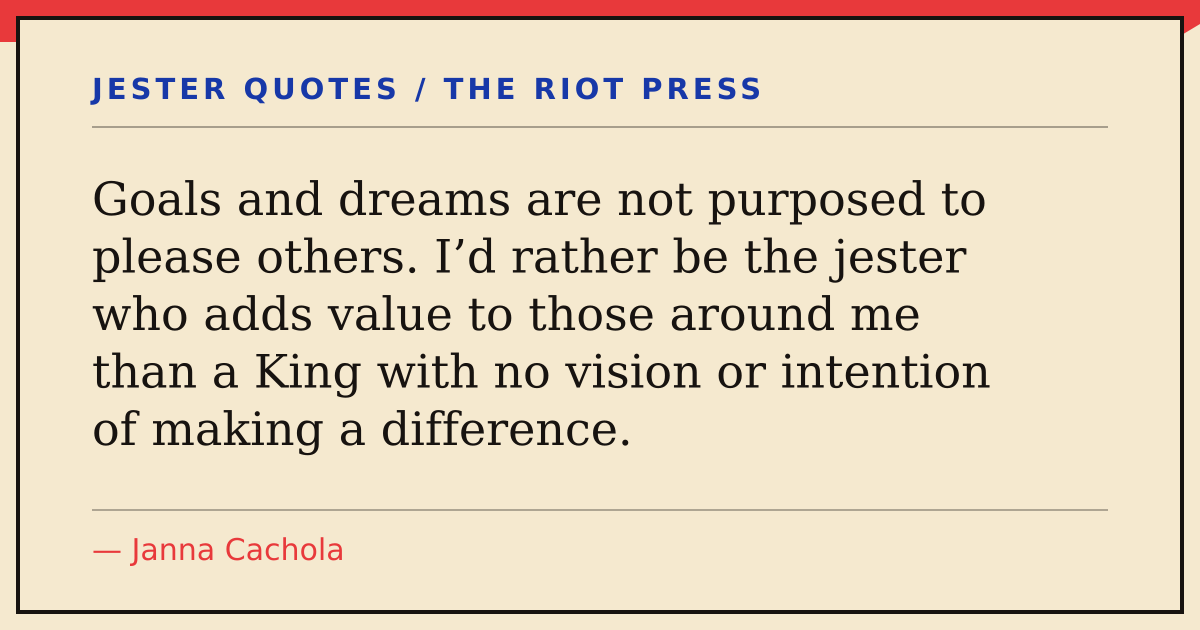 JESTER QUOTES / THE RIOT PRESS
Goals and dreams are not purposed to
please others. I’d rather be the jester
who adds value to those around me
than a King with no vision or intention
of making a difference.
— Janna Cachola